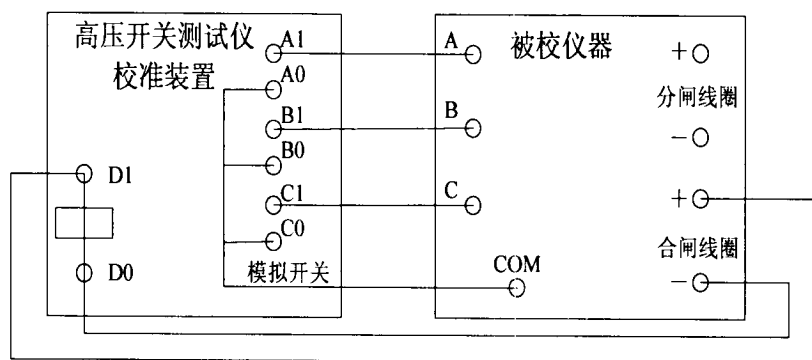 高压开关测试仪
校准装置
A1
A0
B1
B0
C1
C0
模拟开关
D1
D0
被校仪器
A
B
C
COM
+
分闸线圈
−
+
合闸线圈
−